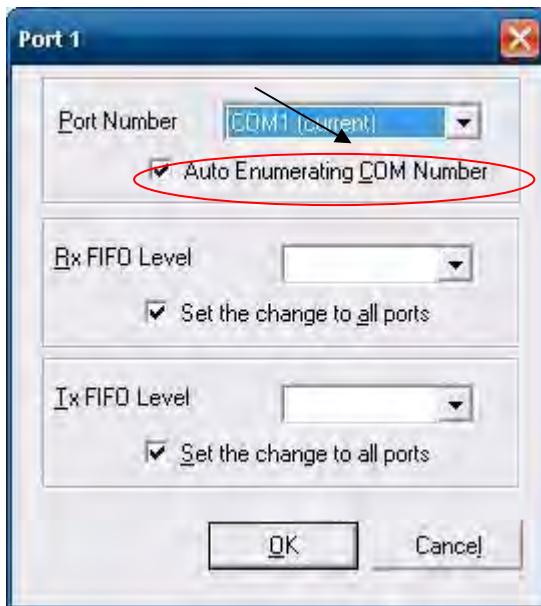 Port 1
Port Number
COM1 (current)
Auto Enumerating COM Number
Rx FIFO Level
Set the change to all ports
Tx FIFO Level
Set the change to all ports
OK
Cancel